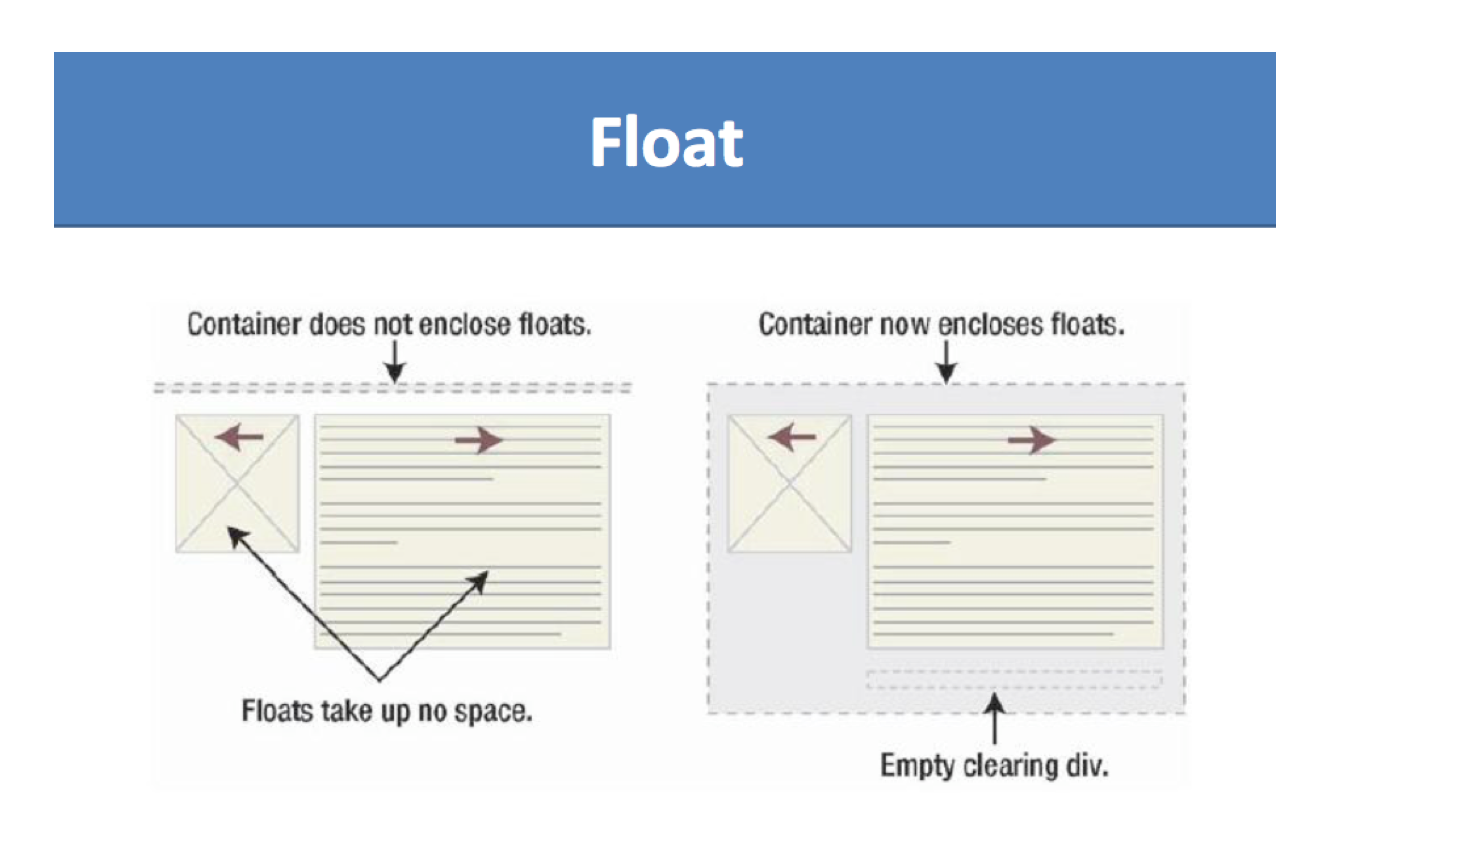 Float
Container does not enclose floats.
Container now encloses floats.
Floats take up no space.
Empty clearing div.